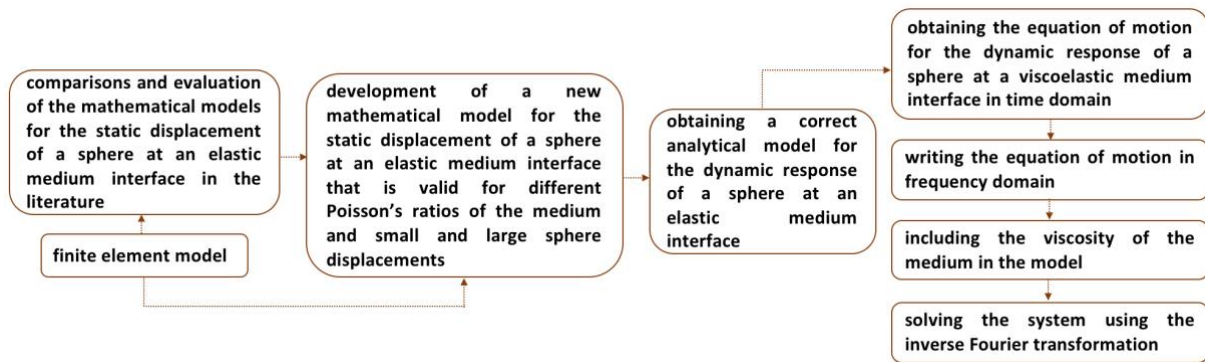 comparisons and evaluation
of the mathematical models
for the static displacement
of a sphere at an elastic
medium interface in the
literature
finite element model
development of a new
mathematical model for the
static displacement of a sphere
at an elastic medium interface
that is valid for different
Poisson's ratios of the medium
and small and large sphere
displacements
obtaining a correct
analytical model for
the dynamic response
of a sphere at an
elastic medium
interface
obtaining the equation of motion
for the dynamic response of a
sphere at a viscoelastic medium
interface in time domain
writing the equation of motion in
frequency domain
including the viscosity of the
medium in the model
solving the system using the
inverse Fourier transformation